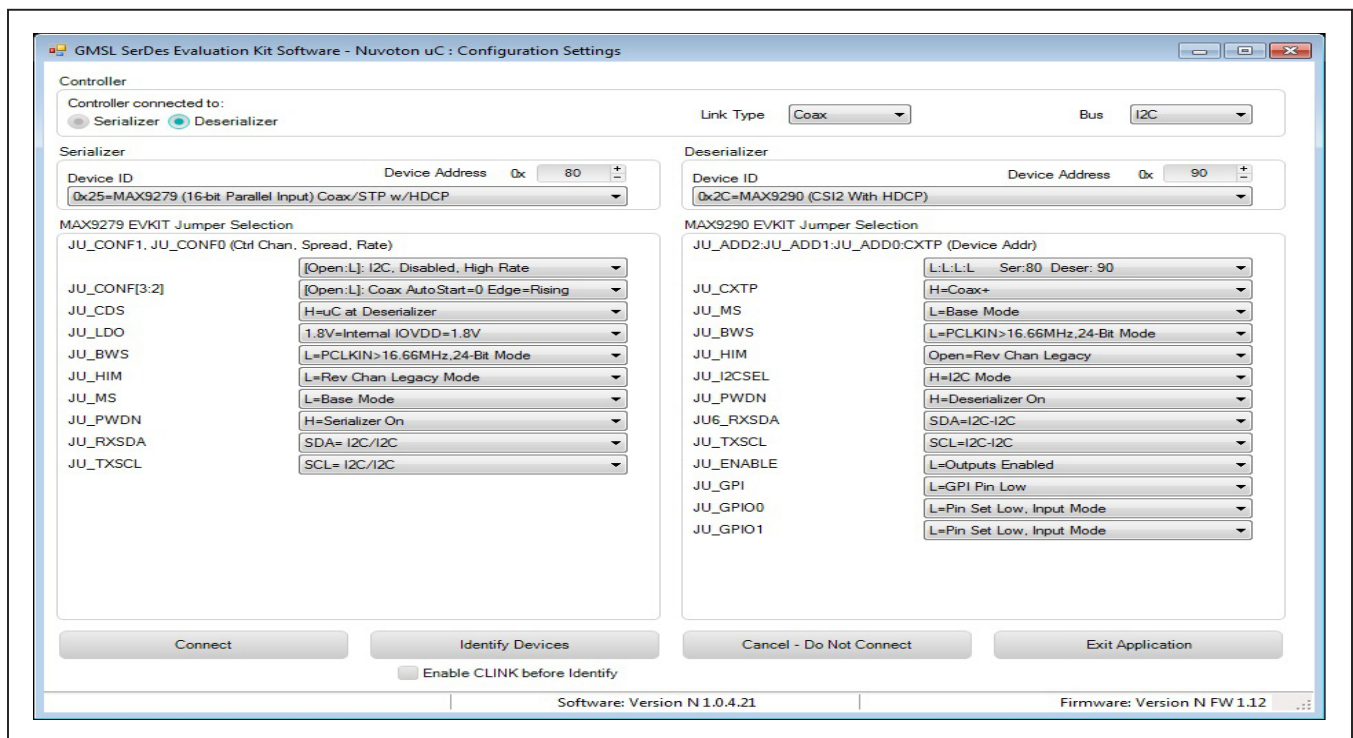 GMSL SerDes Evaluation Kit Software - Nuvoton uC : Configuration Settings
Controller
Controller connected to:
Serializer Deserializer
Link Type Coax
Bus I2C
Serializer
Device ID
Device Address 0x 80
0x25=MAX9279 (16-bit Parallel Input) Coax/STP w/HDCP
MAX9279 EVKIT Jumper Selection
JU_CONF1, JU_CONF0 (Ctrl Chan, Spread, Rate)
[Open:L]: I2C, Disabled, High Rate
JU_CONF[3:2] [Open:L]: Coax AutoStart=0 Edge=Rising
JU_CDS H=uC at Deserializer
JU_LDO 1.8V=Internal IOVDD=1.8V
JU_BWS L=PCLKIN>16.66MHz,24-Bit Mode
JU_HIM L=Rev Chan Legacy Mode
JU_MS L=Base Mode
JU_PWDN H=Serializer On
JU_RXSDA SDA= I2C/I2C
JU_TXSCL SCL= I2C/I2C
Deserializer
Device ID
Device Address 0x 90
0x2C=MAX9290 (CSI2 With HDCP)
MAX9290 EVKIT Jumper Selection
JU_ADD2:JU_ADD1:JU_ADD0:CXTP (Device Addr)
L:L:L:L Ser:80 Deser: 90
JU_CXTP H=Coax+
JU_MS L=Base Mode
JU_BWS L=PCLKIN>16.66MHz,24-Bit Mode
JU_HIM Open=Rev Chan Legacy
JU_I2CSEL H=I2C Mode
JU_PWDN H=Deserializer On
JU6_RXSDA SDA=I2C-I2C
JU_TXSCL SCL=I2C-I2C
JU_ENABLE L=Outputs Enabled
JU_GPI L=GPI Pin Low
JU_GPIO0 L=Pin Set Low, Input Mode
JU_GPIO1 L=Pin Set Low, Input Mode
Connect
Identify Devices
Cancel - Do Not Connect
Exit Application
Enable CLINK before Identify
Software: Version N 1.0.4.21
Firmware: Version N FW 1.12